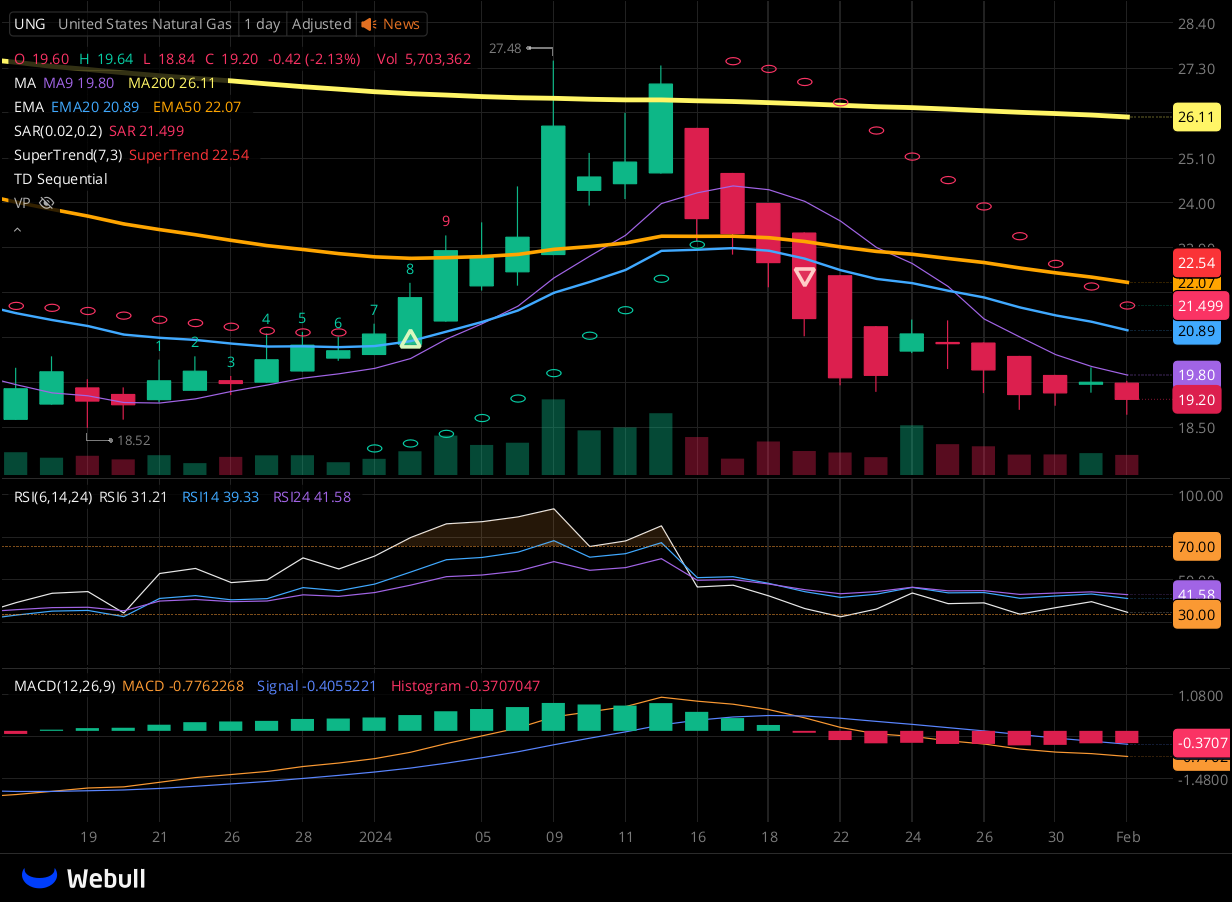 UNG United States Natural Gas 1 day Adjusted News
28.40
27.48
O 19.60 H 19.64 L 18.84 C 19.20 -0.42 (-2.13%) Vol 5,703,362
27.30
MA MA9 19.80 MA200 26.11
EMA EMA20 20.89 EMA50 22.07
26.11
SAR(0.02,0.2) SAR 21.499
SuperTrend(7,3) SuperTrend 22.54
25.10
TD Sequential
VP
24.00
9
8
22.54
22.07
7
21.499
4 5 6
20.89
1 2
3
19.80
19.20
18.52
18.50
RSI(6,14,24) RSI6 31.21 RSI14 39.33 RSI24 41.58
100.00
70.00
41.58
30.00
MACD(12,26,9) MACD -0.7762268 Signal -0.4055221 Histogram -0.3707047
1.0800
-0.3707
-1.4800
19 21 26 28 2024 05 09 11 16 18 22 24 26 30 Feb
Webull